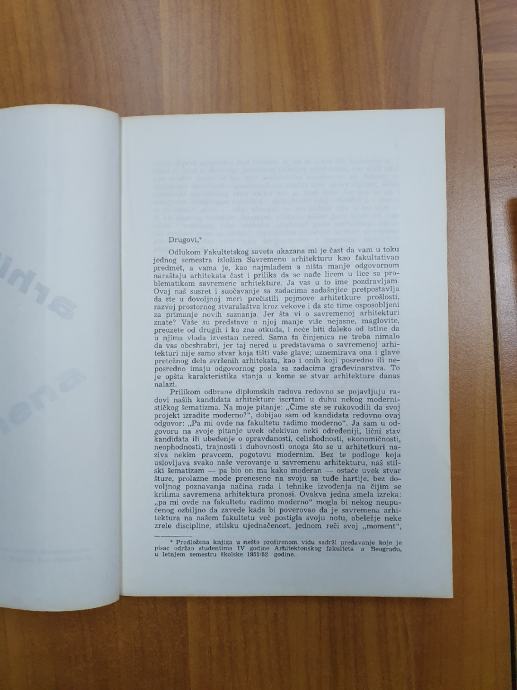 Drugovi,*
Odlukom Fakultetskog saveta ukazana mi je čast da vam u toku
jednog semestra izložim Savremenu arhitekturu kao fakultativan
predmet, a vama je, kao najmlađem a ništa manje odgovornom
naraštaju arhitekata čast i prilika da se nađe licem u lice sa pro-
blematikom savremene arhitekture. Ja vas u to ime pozdravljam.
Ovaj naš susret i suočavanje sa zadacima sadašnjice pretpostavlja
da ste u dovoljnoj meri prečistili pojmove arhitetkure prošlosti,
razvoj prostornog stvaralaštva kroz vekove i da ste time osposobljeni
za primanje novih saznanja. Jer šta vi o savremenoj arhitekturi
znate? Vaše su predstave o njoj manje više nejasne, maglovite,
preuzete od drugih i ko zna otkuda, i neće biti daleko od istine da
u njima vlada izvestan nered. Sama ta činjenica ne treba nimalo
da vas obeshrabri, jer taj nered u predstavama o savremenoj arhi-
tekturi nije samo stvar koja tišti vaše glave; uznemirava ona i glave
pretežnog dela svršenih arhitekata, kao i onih koji posredno ili ne-
posredno imaju odgovornog posla sa zadacima građevinarstva. To
je opšta karakteristika stanja u kome se stvar arhitekture danas
nalazi.
Prilikom odbrane diplomskih radova redovno se pojavljuju ra-
dovi naših kandidata arhitekture iscrtani u duhu nekog moderni-
stičkog šematizma. Na moje pitanje: „Čime ste se rukovodili da svoj
projekt izradite moderno?", dobijao sam od kandidata redovno ovaj
odgovor: „Pa mi ovde na fakultetu radimo moderno". Ja sam u od-
govoru na svoje pitanje uvek očekivao neki određeniji, lični stav
kandidata ili ubeđenje o opravdanosti, celishodnosti, ekonomičnosti,
neophodnosti, trajnosti i duhovnosti onoga što se u arhitekturi na-
ziva nekim pravcem, pogotovu modernim. Bez te podloge koja
uslovljava svako naše verovanje u savremenu arhitekturu, naš stil-
ski šematizam — pa bio on ma kako moderan — ostaće uvek stvar
šture, prolazne mode prenesene na svoju sa tuđe hartije, bez do-
voljnog poznavanja načina rada i tehnike izvođenja na čijim se
krilima savremena arhitektura pronosi. Ovakva jedna smela izreka:
„pa mi ovde na fakultetu radimo moderno" mogla bi nekog neupu-
ćenog ozbiljno da zavede kada bi poverovao da je savremena arhi-
tektura na našem fakultetu već postigla svoju notu, obeležje neke
zrele discipline, stilsku ujednačenost, jednom reči svoj „moment",
* Predložena knjiga u nešto proširenom vidu sadrži predavanje koje je
pisac održao studentima IV godine Arhitektonskog fakulteta u Beogradu,
u letnjem semestru školske 1951/52 godine.